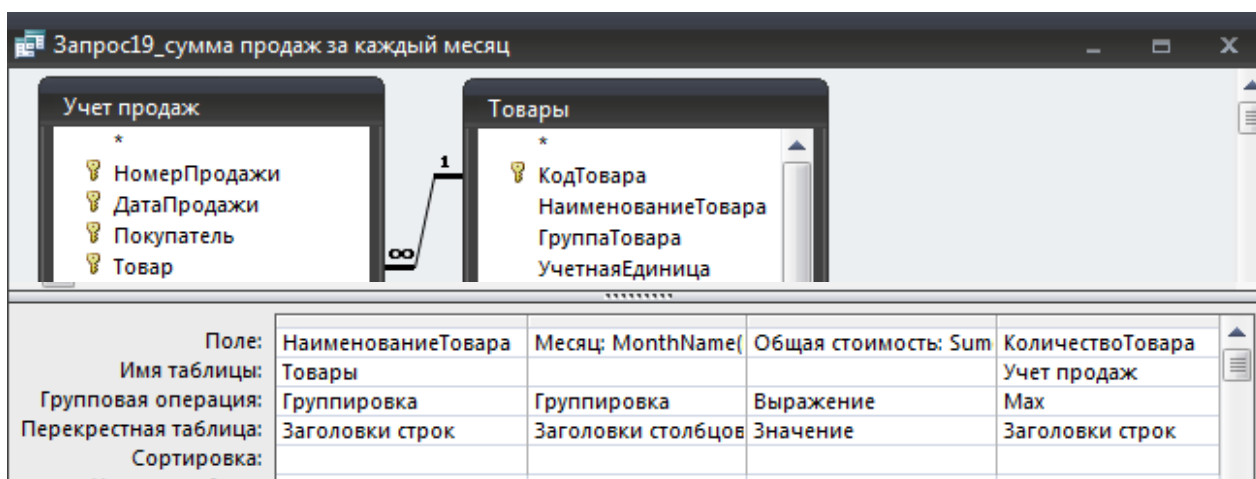 Запрос19_сумма продаж за каждый месяц
Учет продаж
*
НомерПродажи
ДатаПродажи
Покупатель
Товар
∞
1
Товары
*
КодТовара
НаименованиеТовара
ГруппаТовара
УчетнаяЕдиница
Поле: НаименованиеТовара Месяц: MonthName( Общая стоимость: Sum КоличествоТовара
Имя таблицы: Товары Учет продаж
Групповая операция: Группировка Группировка Выражение Max
Перекрестная таблица: Заголовки строк Заголовки столбцов Значение Заголовки строк
Сортировка: